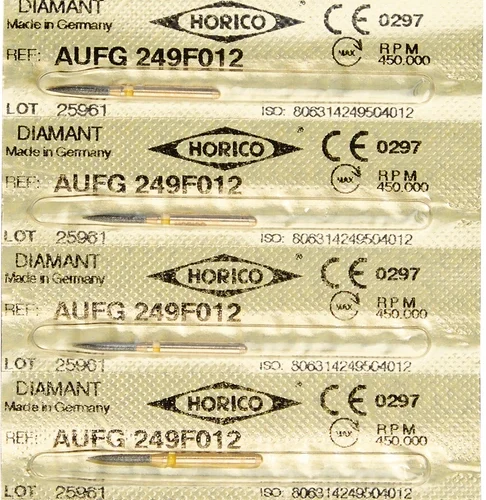 DIAMANT HORICO ® CE 0297
Made in Germany MAX. RPM
REF: AUFG 249F012 450.000
LOT 25961 ISO: 806314249504012
DIAMANT HORICO ® CE 0297
Made in Germany MAX. RPM
REF: AUFG 249F012 450.000
LOT 25961 ISO: 806314249504012
DIAMANT HORICO ® CE 0297
Made in Germany MAX. RPM
REF: AUFG 249F012 450.000
LOT 25961 ISO: 806314249504012
DIAMANT HORICO ® CE 0297
Made in Germany MAX. RPM
REF: AUFG 249F012 450.000
LOT 25961 ISO: 806314249504012